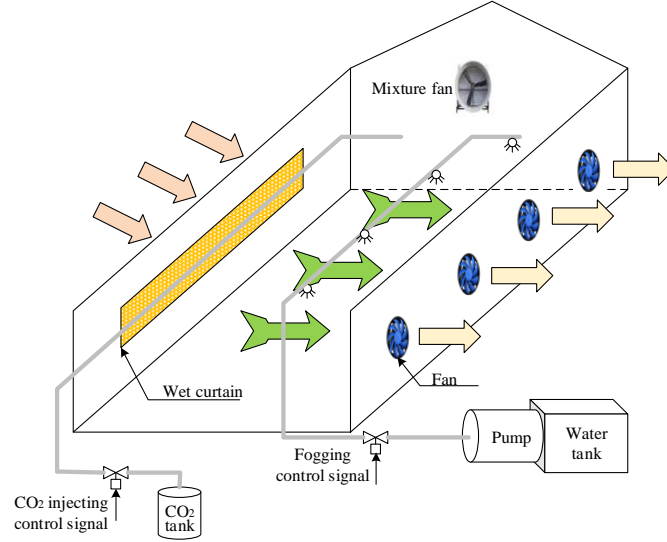 Mixture fan
Wet curtain
Fan
Fogging
control signal
Pump
Water
tank
CO₂ injecting
control signal
CO₂
tank